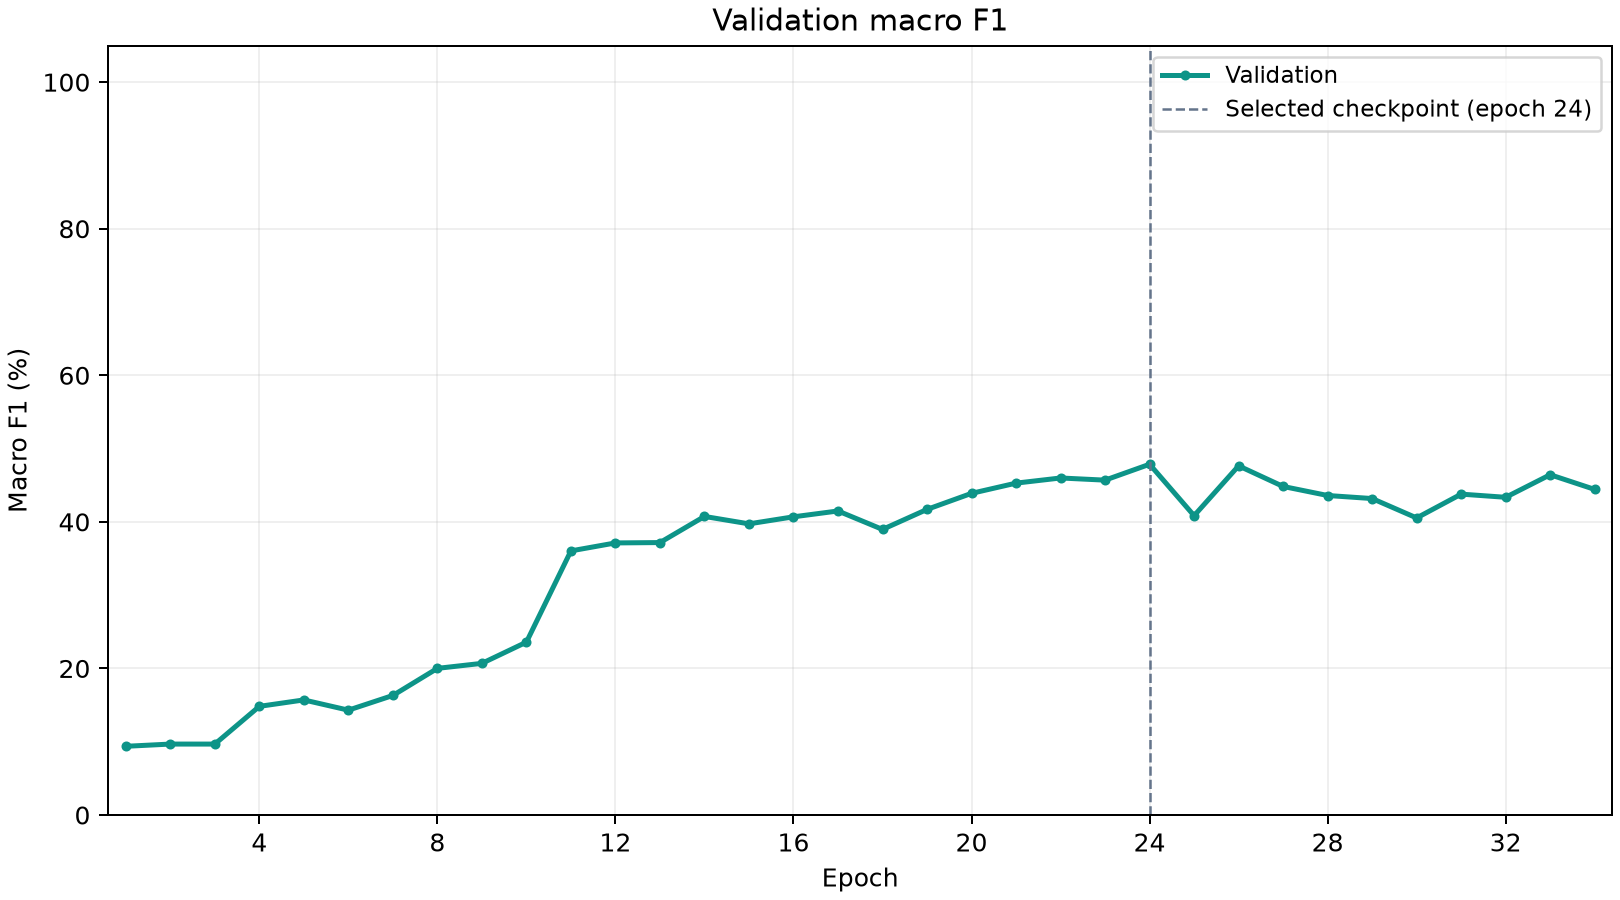 Validation macro F1
Macro F1 (%)
100
80
60
40
20
0
Validation
Selected checkpoint (epoch 24)
4 8 12 16 20 24 28 32
Epoch